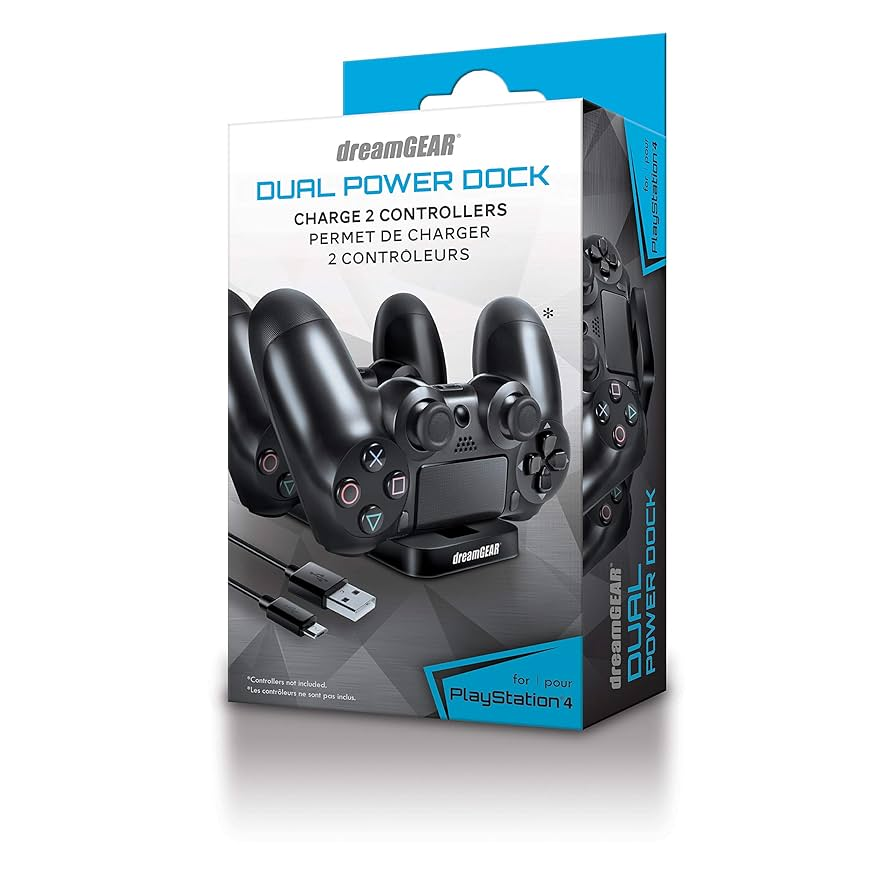 dreamGEAR®
DUAL POWER DOCK
CHARGE 2 CONTROLLERS
PERMET DE CHARGER
2 CONTRÔLEURS
*
dreamGEAR®
*Controllers not included.
*Les contrôleurs ne sont pas inclus.
for | pour
PlayStation®4
for | pour
PlayStation®4
dreamGEAR®
DUAL
POWER DOCK